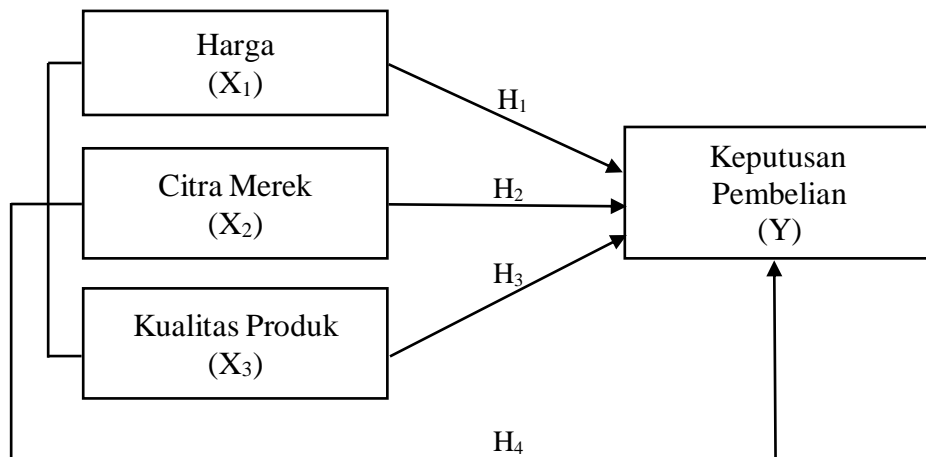 Harga
(X₁)
H₁
Citra Merek
(X₂)
H₂
Keputusan
Pembelian
(Y)
Kualitas Produk
(X₃)
H₃
H₄